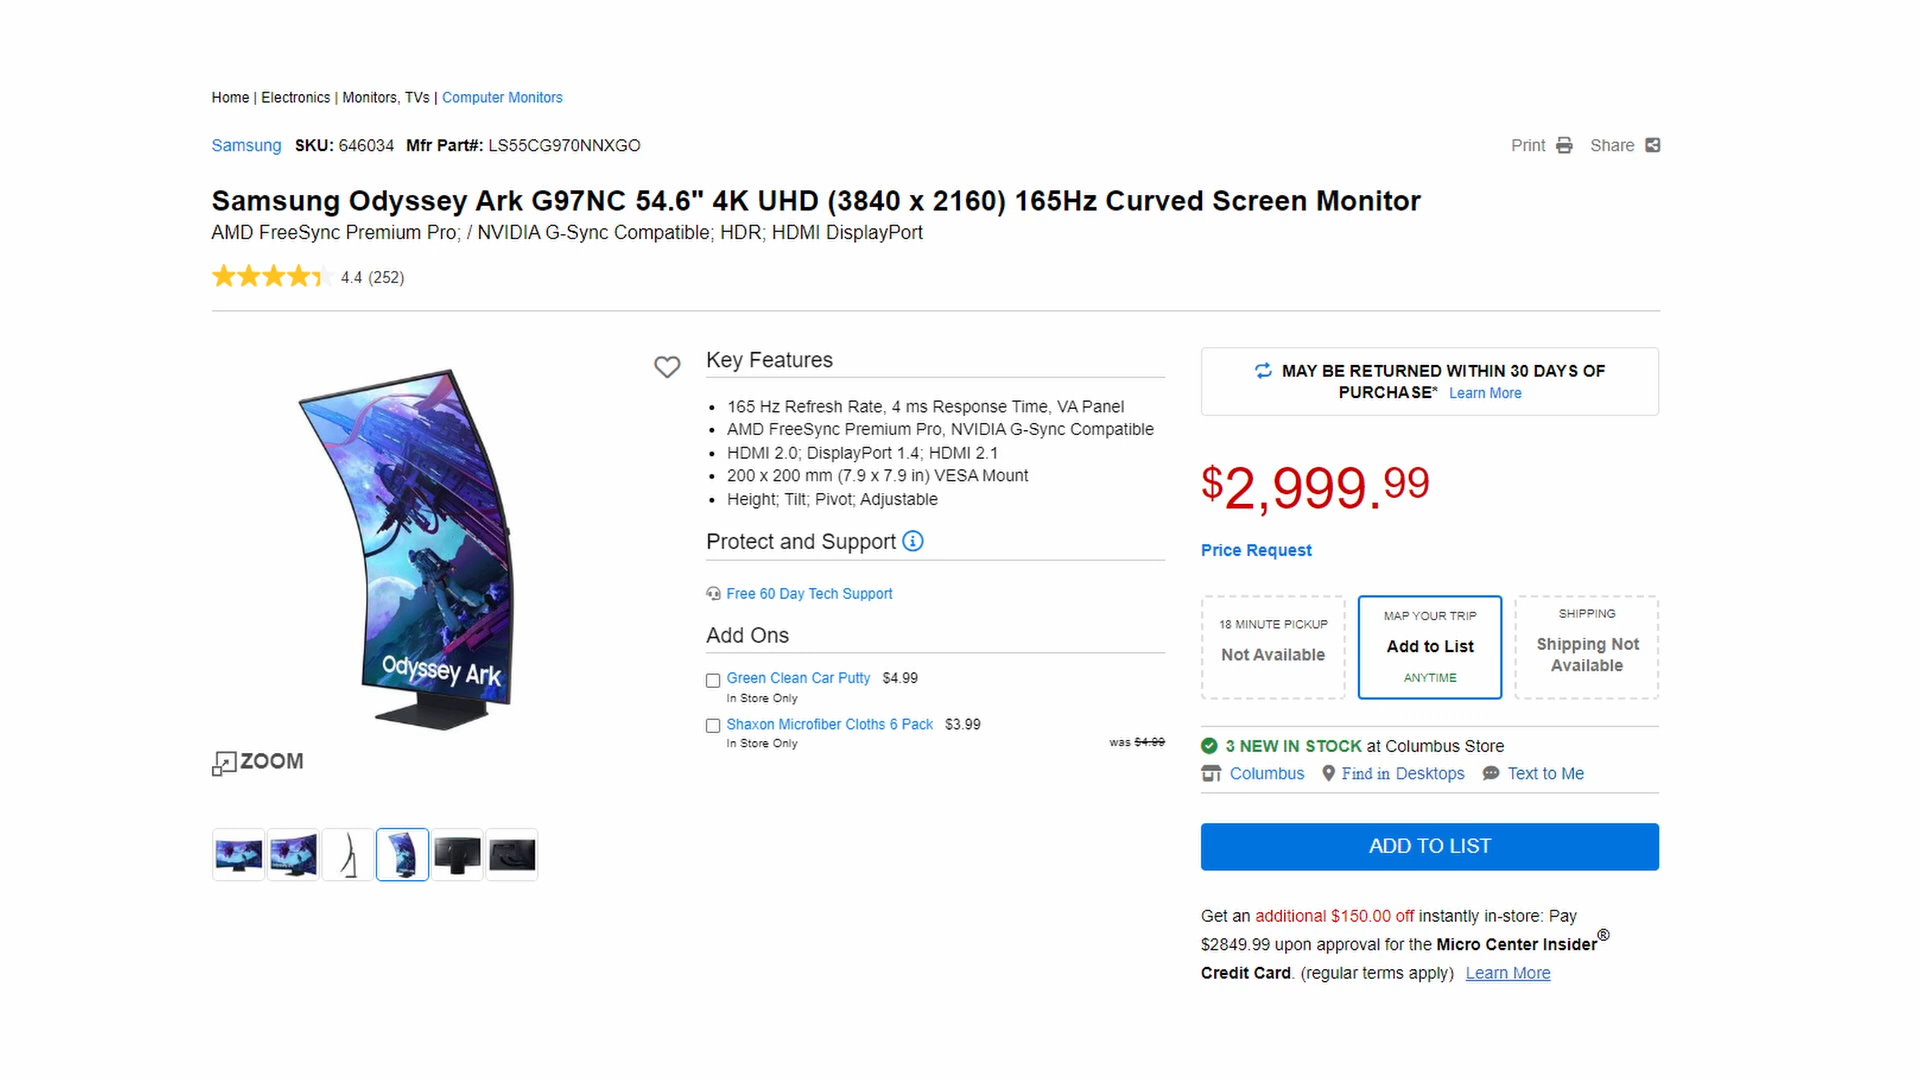 Home | Electronics | Monitors, TVs | Computer Monitors
Samsung SKU: 646034 Mfr Part#: LS55CG970NNXGO
Print Share
Samsung Odyssey Ark G97NC 54.6" 4K UHD (3840 x 2160) 165Hz Curved Screen Monitor
AMD FreeSync Premium Pro; / NVIDIA G-Sync Compatible; HDR; HDMI DisplayPort
4.4 (252)
Odyssey Ark
ZOOM
Key Features
• 165 Hz Refresh Rate, 4 ms Response Time, VA Panel
• AMD FreeSync Premium Pro, NVIDIA G-Sync Compatible
• HDMI 2.0; DisplayPort 1.4; HDMI 2.1
• 200 x 200 mm (7.9 x 7.9 in) VESA Mount
• Height; Tilt; Pivot; Adjustable
Protect and Support
Free 60 Day Tech Support
Add Ons
Green Clean Car Putty $4.99
In Store Only
Shaxon Microfiber Cloths 6 Pack $3.99
In Store Only was $4.99
MAY BE RETURNED WITHIN 30 DAYS OF
PURCHASE* Learn More
$2,999.99
Price Request
18 MINUTE PICKUP
Not Available
MAP YOUR TRIP
Add to List
ANYTIME
SHIPPING
Shipping Not
Available
3 NEW IN STOCK at Columbus Store
Columbus Find in Desktops Text to Me
ADD TO LIST
Get an additional $150.00 off instantly in-store: Pay
$2849.99 upon approval for the Micro Center Insider®
Credit Card. (regular terms apply) Learn More